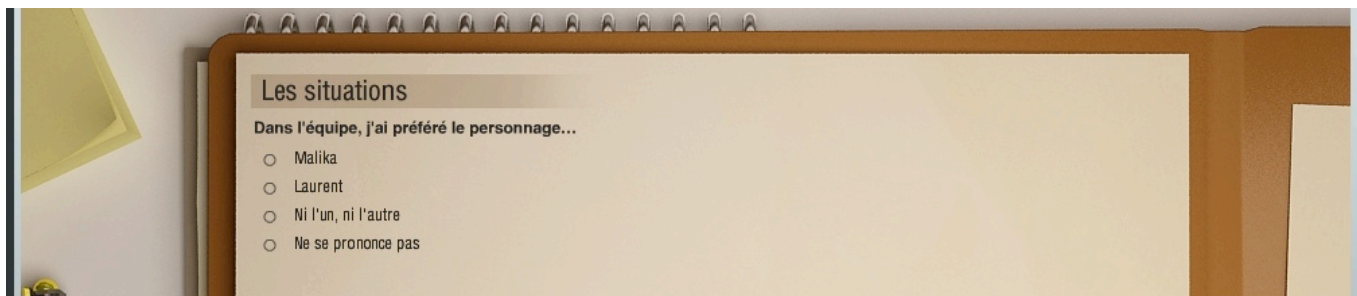 Les situations
Dans l'équipe, j'ai préféré le personnage...
Malika
Laurent
Ni l'un, ni l'autre
Ne se prononce pas